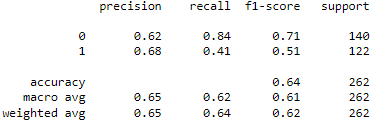 precision recall f1-score support
0 0.62 0.84 0.71 140
1 0.68 0.41 0.51 122
accuracy 0.64 262
macro avg 0.65 0.62 0.61 262
weighted avg 0.65 0.64 0.62 262